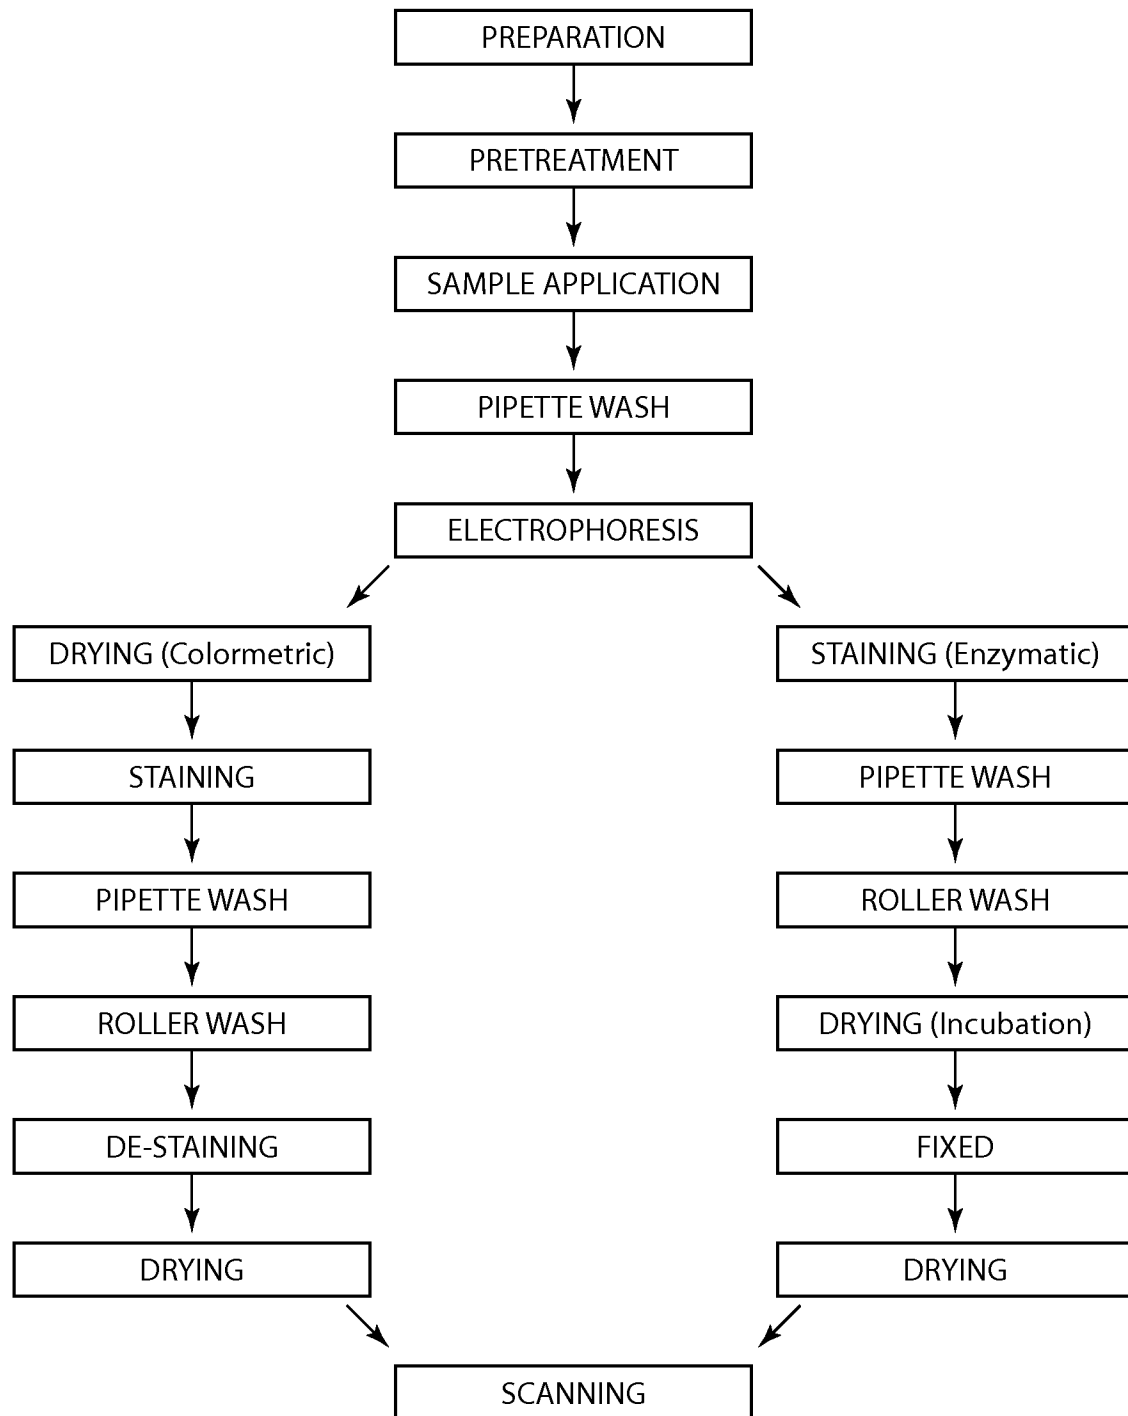 PREPARATION
PRETREATMENT
SAMPLE APPLICATION
PIPETTE WASH
ELECTROPHORESIS
DRYING (Colormetric)
STAINING
PIPETTE WASH
ROLLER WASH
DE-STAINING
DRYING
STAINING (Enzymatic)
PIPETTE WASH
ROLLER WASH
DRYING (Incubation)
FIXED
DRYING
SCANNING